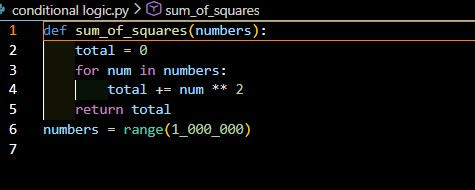 conditional logic.py > sum_of_squares
1 def sum_of_squares(numbers):
2     total = 0
3     for num in numbers:
4         total += num ** 2
5     return total
6 numbers = range(1_000_000)
7